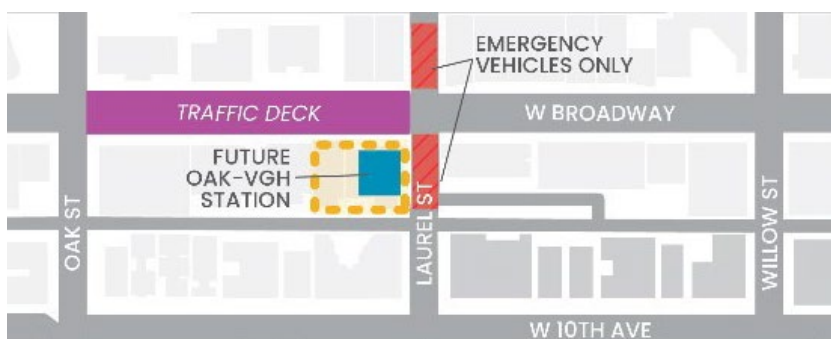 EMERGENCY
VEHICLES ONLY
TRAFFIC DECK
W BROADWAY
FUTURE
OAK-VGH
STATION
OAK ST
LAUREL ST
WILLOW ST
W 10TH AVE